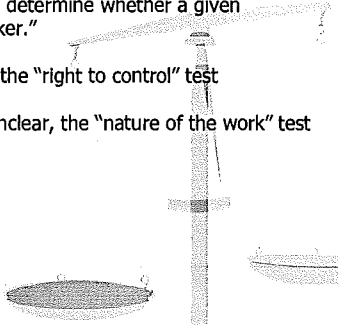 determine whether a given
ker."
the "right to control" test
nclear, the "nature of the work" test